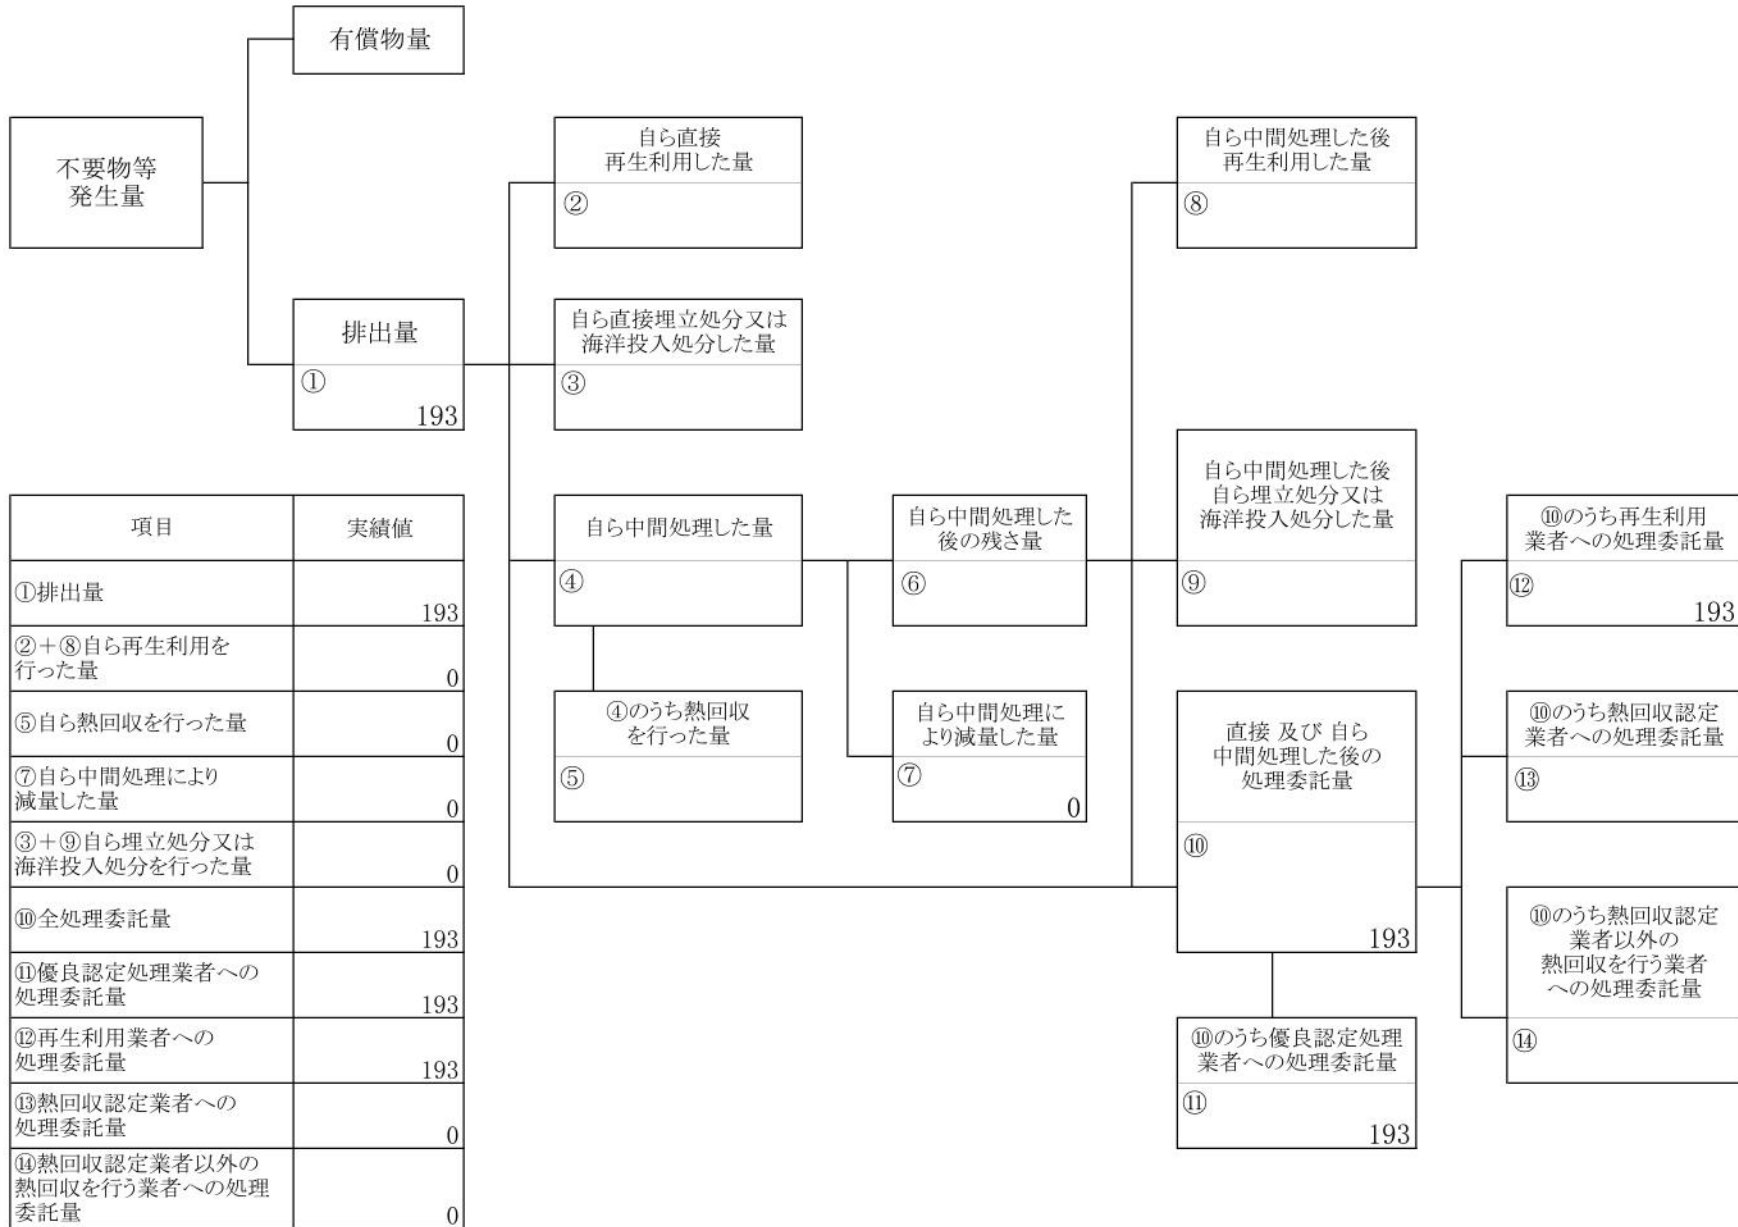 有償物量
不要物等
発生量
排出量
①
193
自ら直接
再生利用した量
②
自ら直接埋立処分又は
海洋投入処分した量
③
自ら中間処理した量
④
④のうち熱回収
を行った量
⑤
自ら中間処理した
後の残さ量
⑥
自ら中間処理に
より減量した量
⑦
0
自ら中間処理した後
再生利用した量
⑧
自ら中間処理した後
自ら埋立処分又は
海洋投入処分した量
⑨
直接 及び 自ら
中間処理した後の
処理委託量
⑩
193
⑩のうち優良認定処理
業者への処理委託量
⑪
193
⑩のうち再生利用
業者への処理委託量
⑫
193
⑩のうち熱回収認定
業者への処理委託量
⑬
⑩のうち熱回収認定
業者以外の
熱回収を行う業者
への処理委託量
⑭
項目 実績値
①排出量
193
②+⑧自ら再生利用を
行った量
0
⑤自ら熱回収を行った量
0
⑦自ら中間処理により
減量した量
0
③+⑨自ら埋立処分又は
海洋投入処分を行った量
0
⑩全処理委託量
193
⑪優良認定処理業者への
処理委託量
193
⑫再生利用業者への
処理委託量
193
⑬熱回収認定業者への
処理委託量
0
⑭熱回収認定業者以外の
熱回収を行う業者への処理
委託量
0